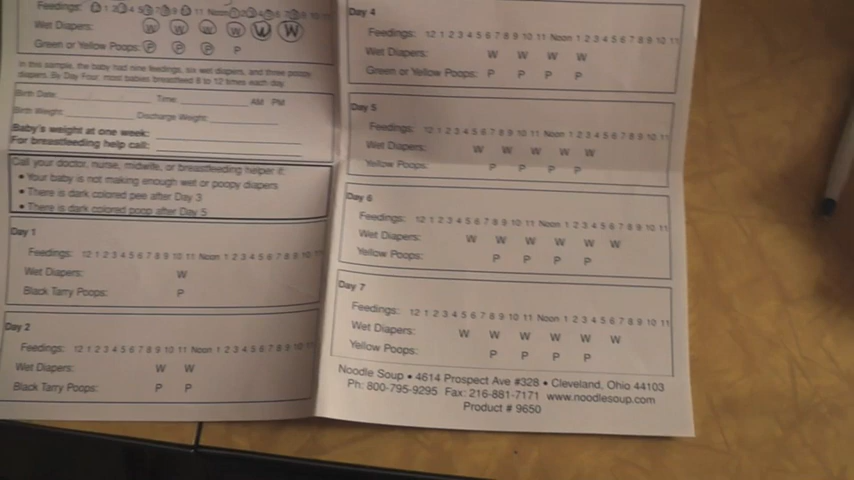 Feedings:
Wet Diapers: W W W W W W
Green or Yellow Poops: P P P P
In this sample, the baby had nine feedings, six wet diapers, and three poopy
diapers. By Day Four, most babies breastfeed 8 to 12 times each day.
Birth Date: Time: AM PM
Birth Weight: Discharge Weight:
Baby's weight at one week:
For breastfeeding help call:
Call your doctor, nurse, midwife, or breastfeeding helper if:
• Your baby is not making enough wet or poopy diapers
• There is dark colored pee after Day 3
• There is dark colored poop after Day 5
Day 1
Feedings: 12 1 2 3 4 5 6 7 8 9 10 11 Noon 1 2 3 4 5 6 7 8 9 10 11
Wet Diapers: W
Black Tarry Poops: P
Day 2
Feedings: 12 1 2 3 4 5 6 7 8 9 10 11 Noon 1 2 3 4 5 6 7 8 9 10 11
Wet Diapers: W W
Black Tarry Poops: P P
Day 4
Feedings: 12 1 2 3 4 5 6 7 8 9 10 11 Noon 1 2 3 4 5 6 7 8 9 10 11
Wet Diapers: W W W W
Green or Yellow Poops: P P P P
Day 5
Feedings: 12 1 2 3 4 5 6 7 8 9 10 11 Noon 1 2 3 4 5 6 7 8 9 10 11
Wet Diapers: W W W W W
Yellow Poops: P P P P
Day 6
Feedings: 12 1 2 3 4 5 6 7 8 9 10 11 Noon 1 2 3 4 5 6 7 8 9 10 11
Wet Diapers: W W W W W W
Yellow Poops: P P P P
Day 7
Feedings: 12 1 2 3 4 5 6 7 8 9 10 11 Noon 1 2 3 4 5 6 7 8 9 10 11
Wet Diapers: W W W W W W
Yellow Poops: P P P P
Noodle Soup • 4614 Prospect Ave #328 • Cleveland, Ohio 44103
Ph: 800-795-9295 Fax: 216-881-7171 www.noodlesoup.com
Product # 9650